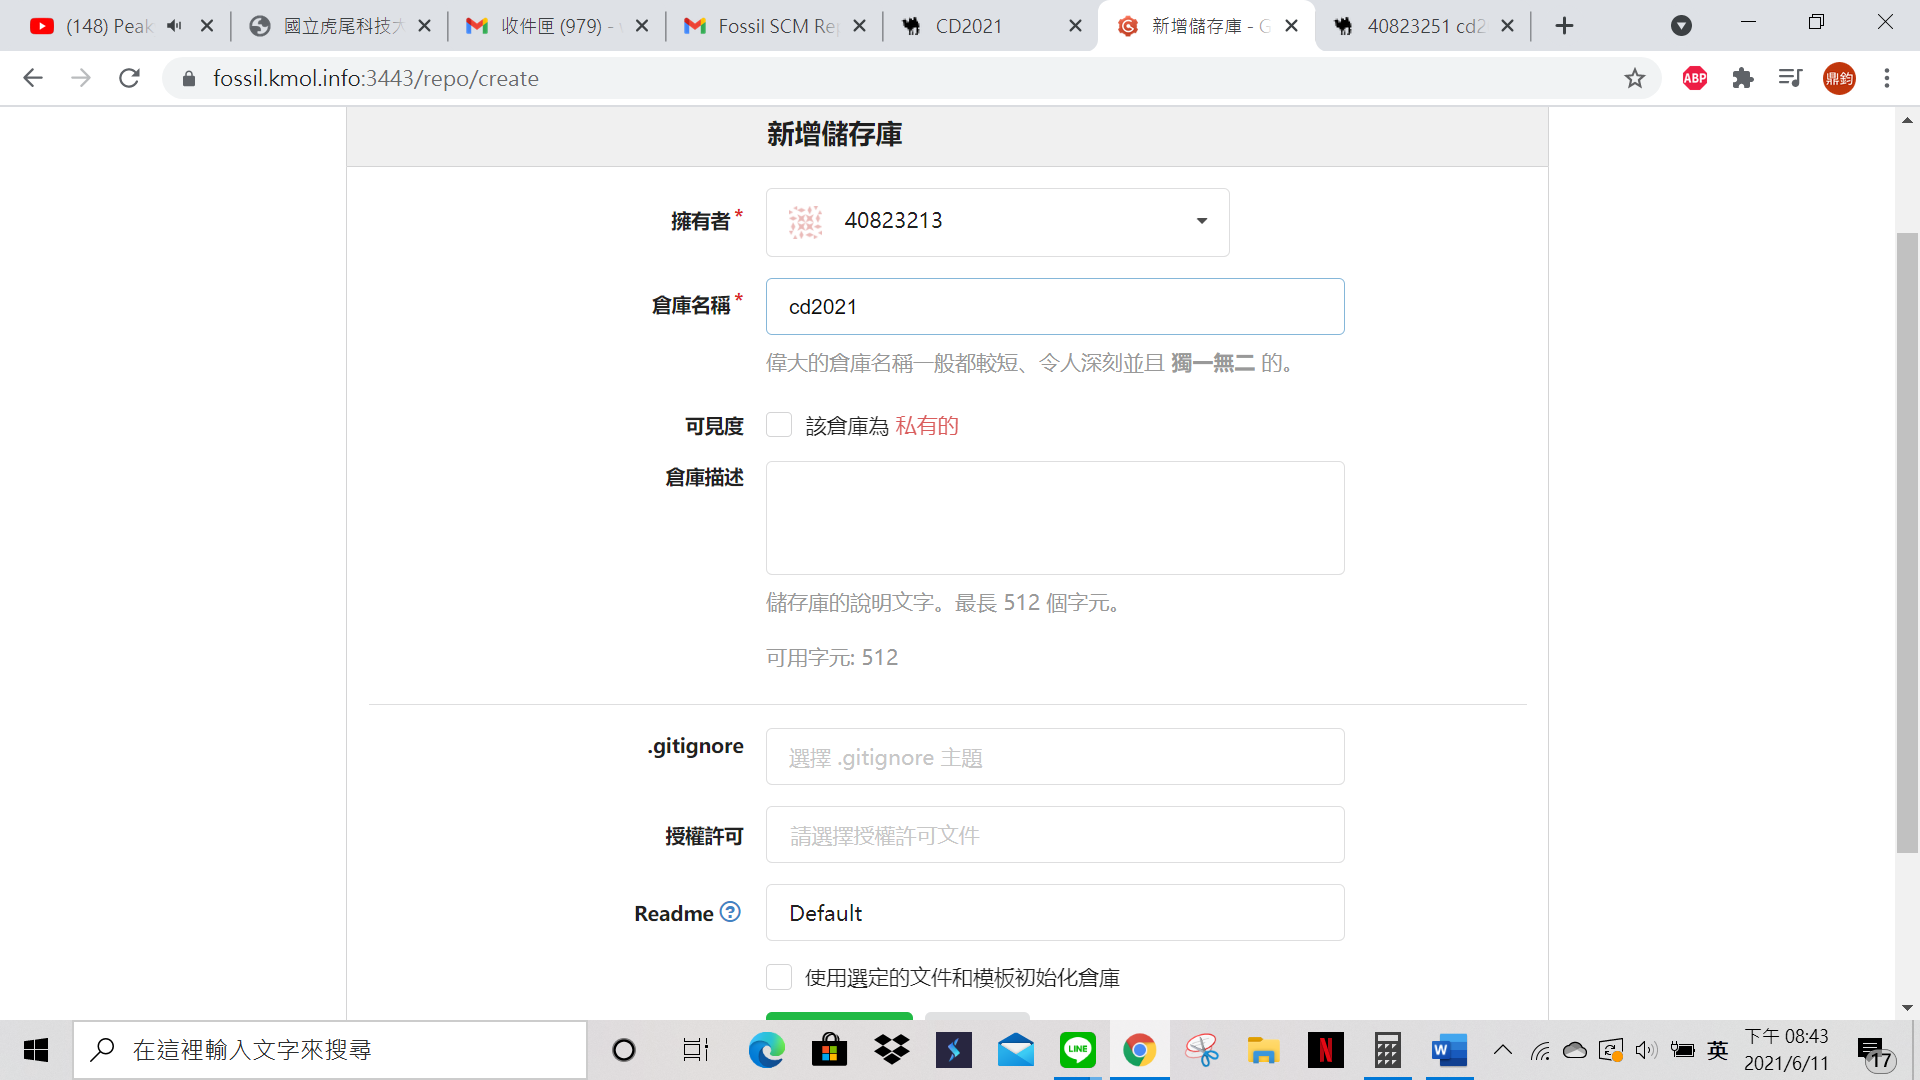 (148) Peak
國立虎尾科技大
收件匣 (979) -
Fossil SCM Re
CD2021
新增儲存庫 - G
40823251 cd2
fossil.kmol.info:3443/repo/create
ABP
鼎鈞
新增儲存庫
擁有者*
40823213
倉庫名稱*
cd2021
偉大的倉庫名稱一般都較短、令人深刻並且 獨一無二 的。
可見度
該倉庫為 私有的
倉庫描述
儲存庫的說明文字。最長 512 個字元。
可用字元: 512
.gitignore
選擇 .gitignore 主題
授權許可
請選擇授權許可文件
Readme ?
Default
使用選定的文件和模板初始化倉庫
在這裡輸入文字來搜尋
LINE
N
W
英
下午 08:43
2021/6/11
17